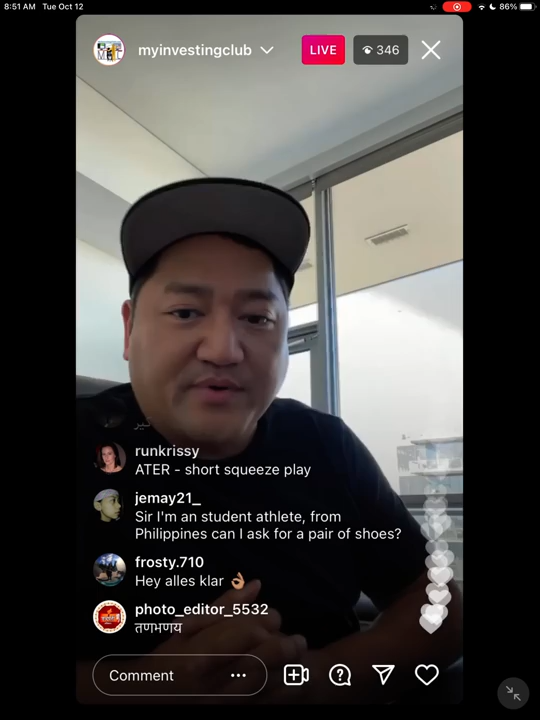 8:51 AM Tue Oct 12
86%
myinvestingclub
LIVE
346
runkrissy
ATER - short squeeze play
jemay21_
Sir I'm an student athlete, from
Philippines can I ask for a pair of shoes?
frosty.710
Hey alles klar 👌🏼
photo_editor_5532
तणभणय
Comment